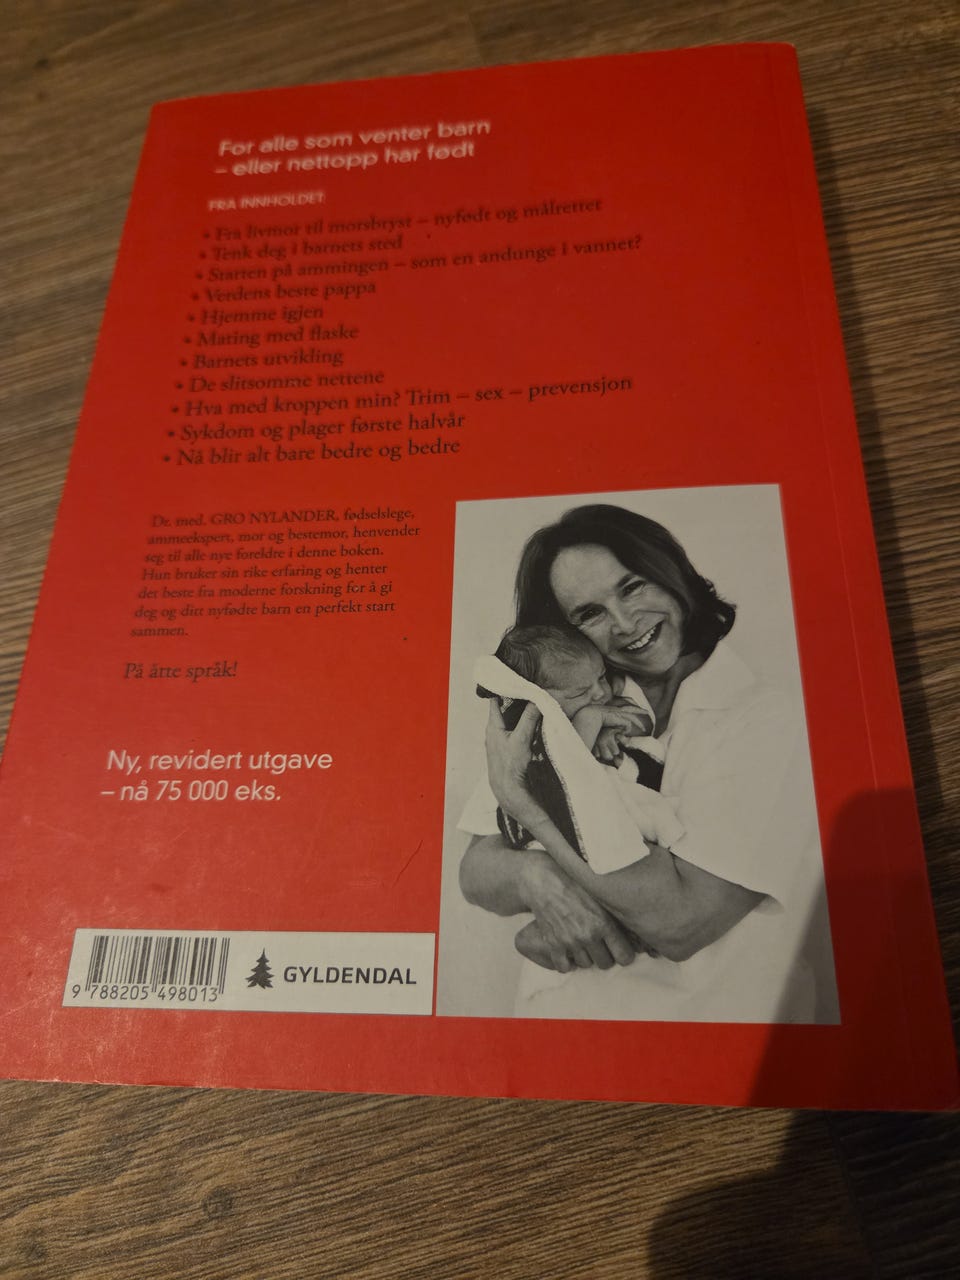 For alle som venter barn
– eller nettopp har født
FRA INNHOLDET:
• Fra livmor til morsbryst – nyfødt og målrettet
• Tenk deg i barnets sted
• Starten på ammingen – som en andunge i vannet?
• Verdens beste pappa
• Hjemme igjen
• Mating med flaske
• Barnets utvikling
• De slitsomme nettene
• Hva med kroppen min? Trim – sex – prevensjon
• Sykdom og plager første halvår
• Nå blir alt bare bedre og bedre
Dr. med. GRO NYLANDER, fødselslege,
ammeekspert, mor og bestemor, henvender
seg til alle nye foreldre i denne boken.
Hun bruker sin rike erfaring og henter
det beste fra moderne forskning for å gi
deg og ditt nyfødte barn en perfekt start
sammen.
På åtte språk!
Ny, revidert utgave
– nå 75 000 eks.
9 788205 498013
GYLDENDAL